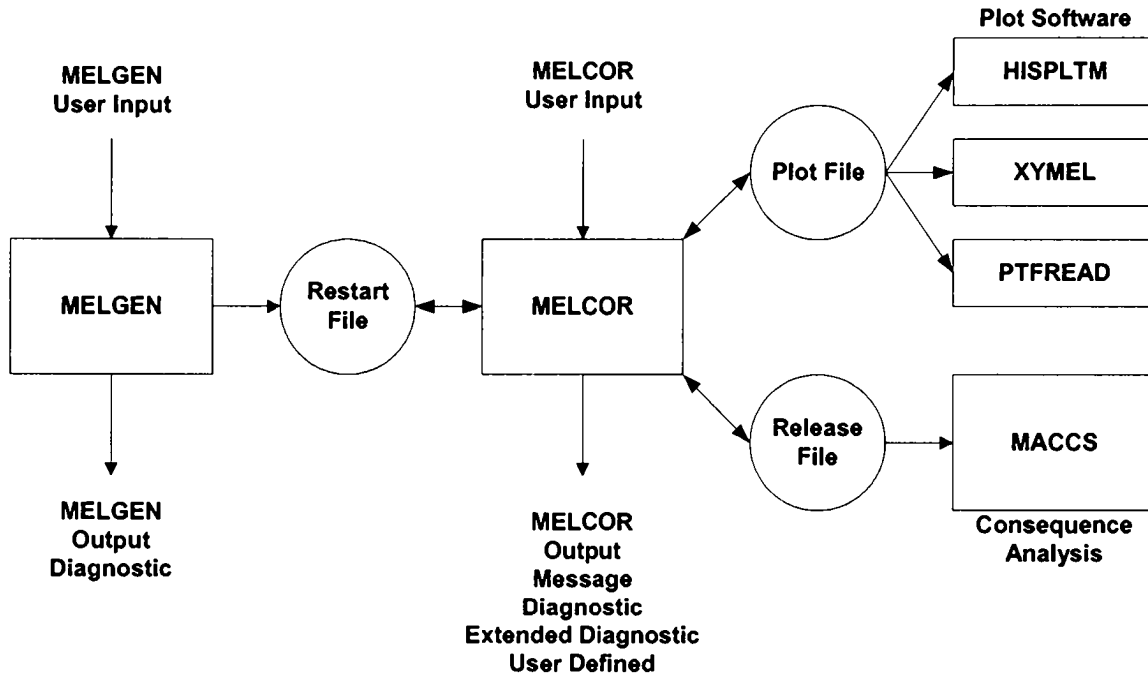 Plot Software
MELGEN
User Input
MELCOR
User Input
HISPLTM
Plot File
XYMEL
PTFREAD
MELGEN
Restart
File
MELCOR
Release
File
MACCS
Consequence
Analysis
MELGEN
Output
Diagnostic
MELCOR
Output
Message
Diagnostic
Extended Diagnostic
User Defined